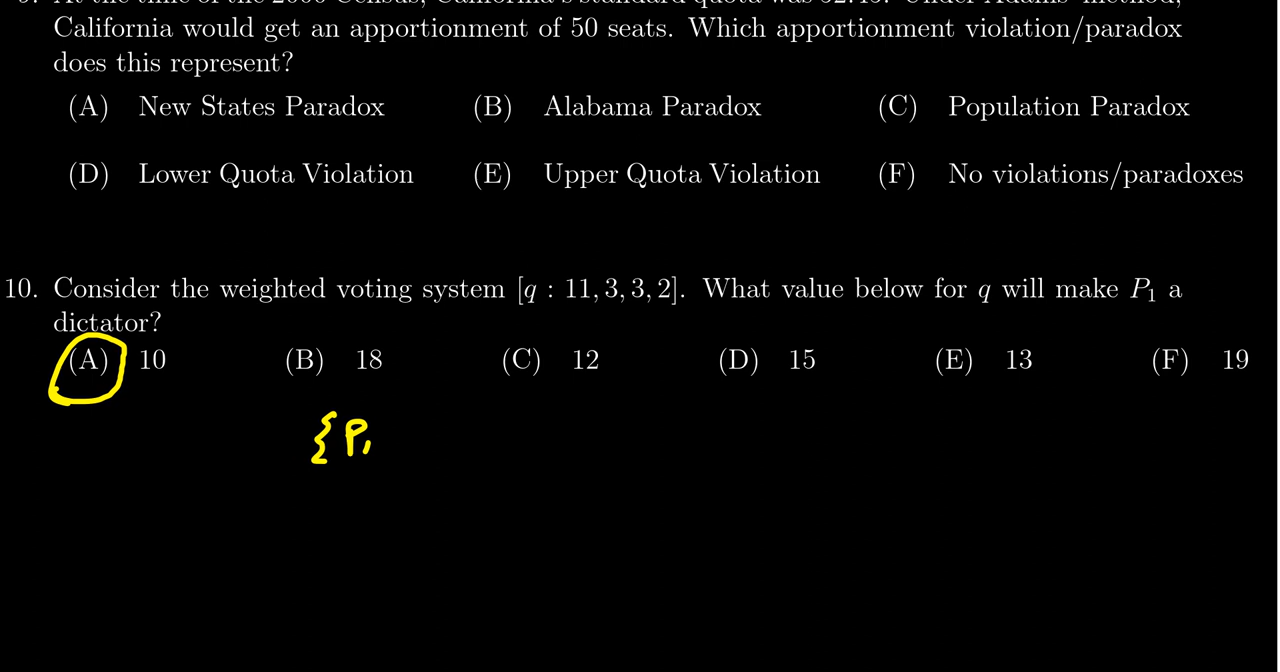 California would get an apportionment of 50 seats. Which apportionment violation/paradox
does this represent?
(A) New States Paradox (B) Alabama Paradox (C) Population Paradox
(D) Lower Quota Violation (E) Upper Quota Violation (F) No violations/paradoxes
10. Consider the weighted voting system [q : 11, 3, 3, 2]. What value below for q will make P₁ a
dictator?
(A) 10 (B) 18 (C) 12 (D) 15 (E) 13 (F) 19
{P₁